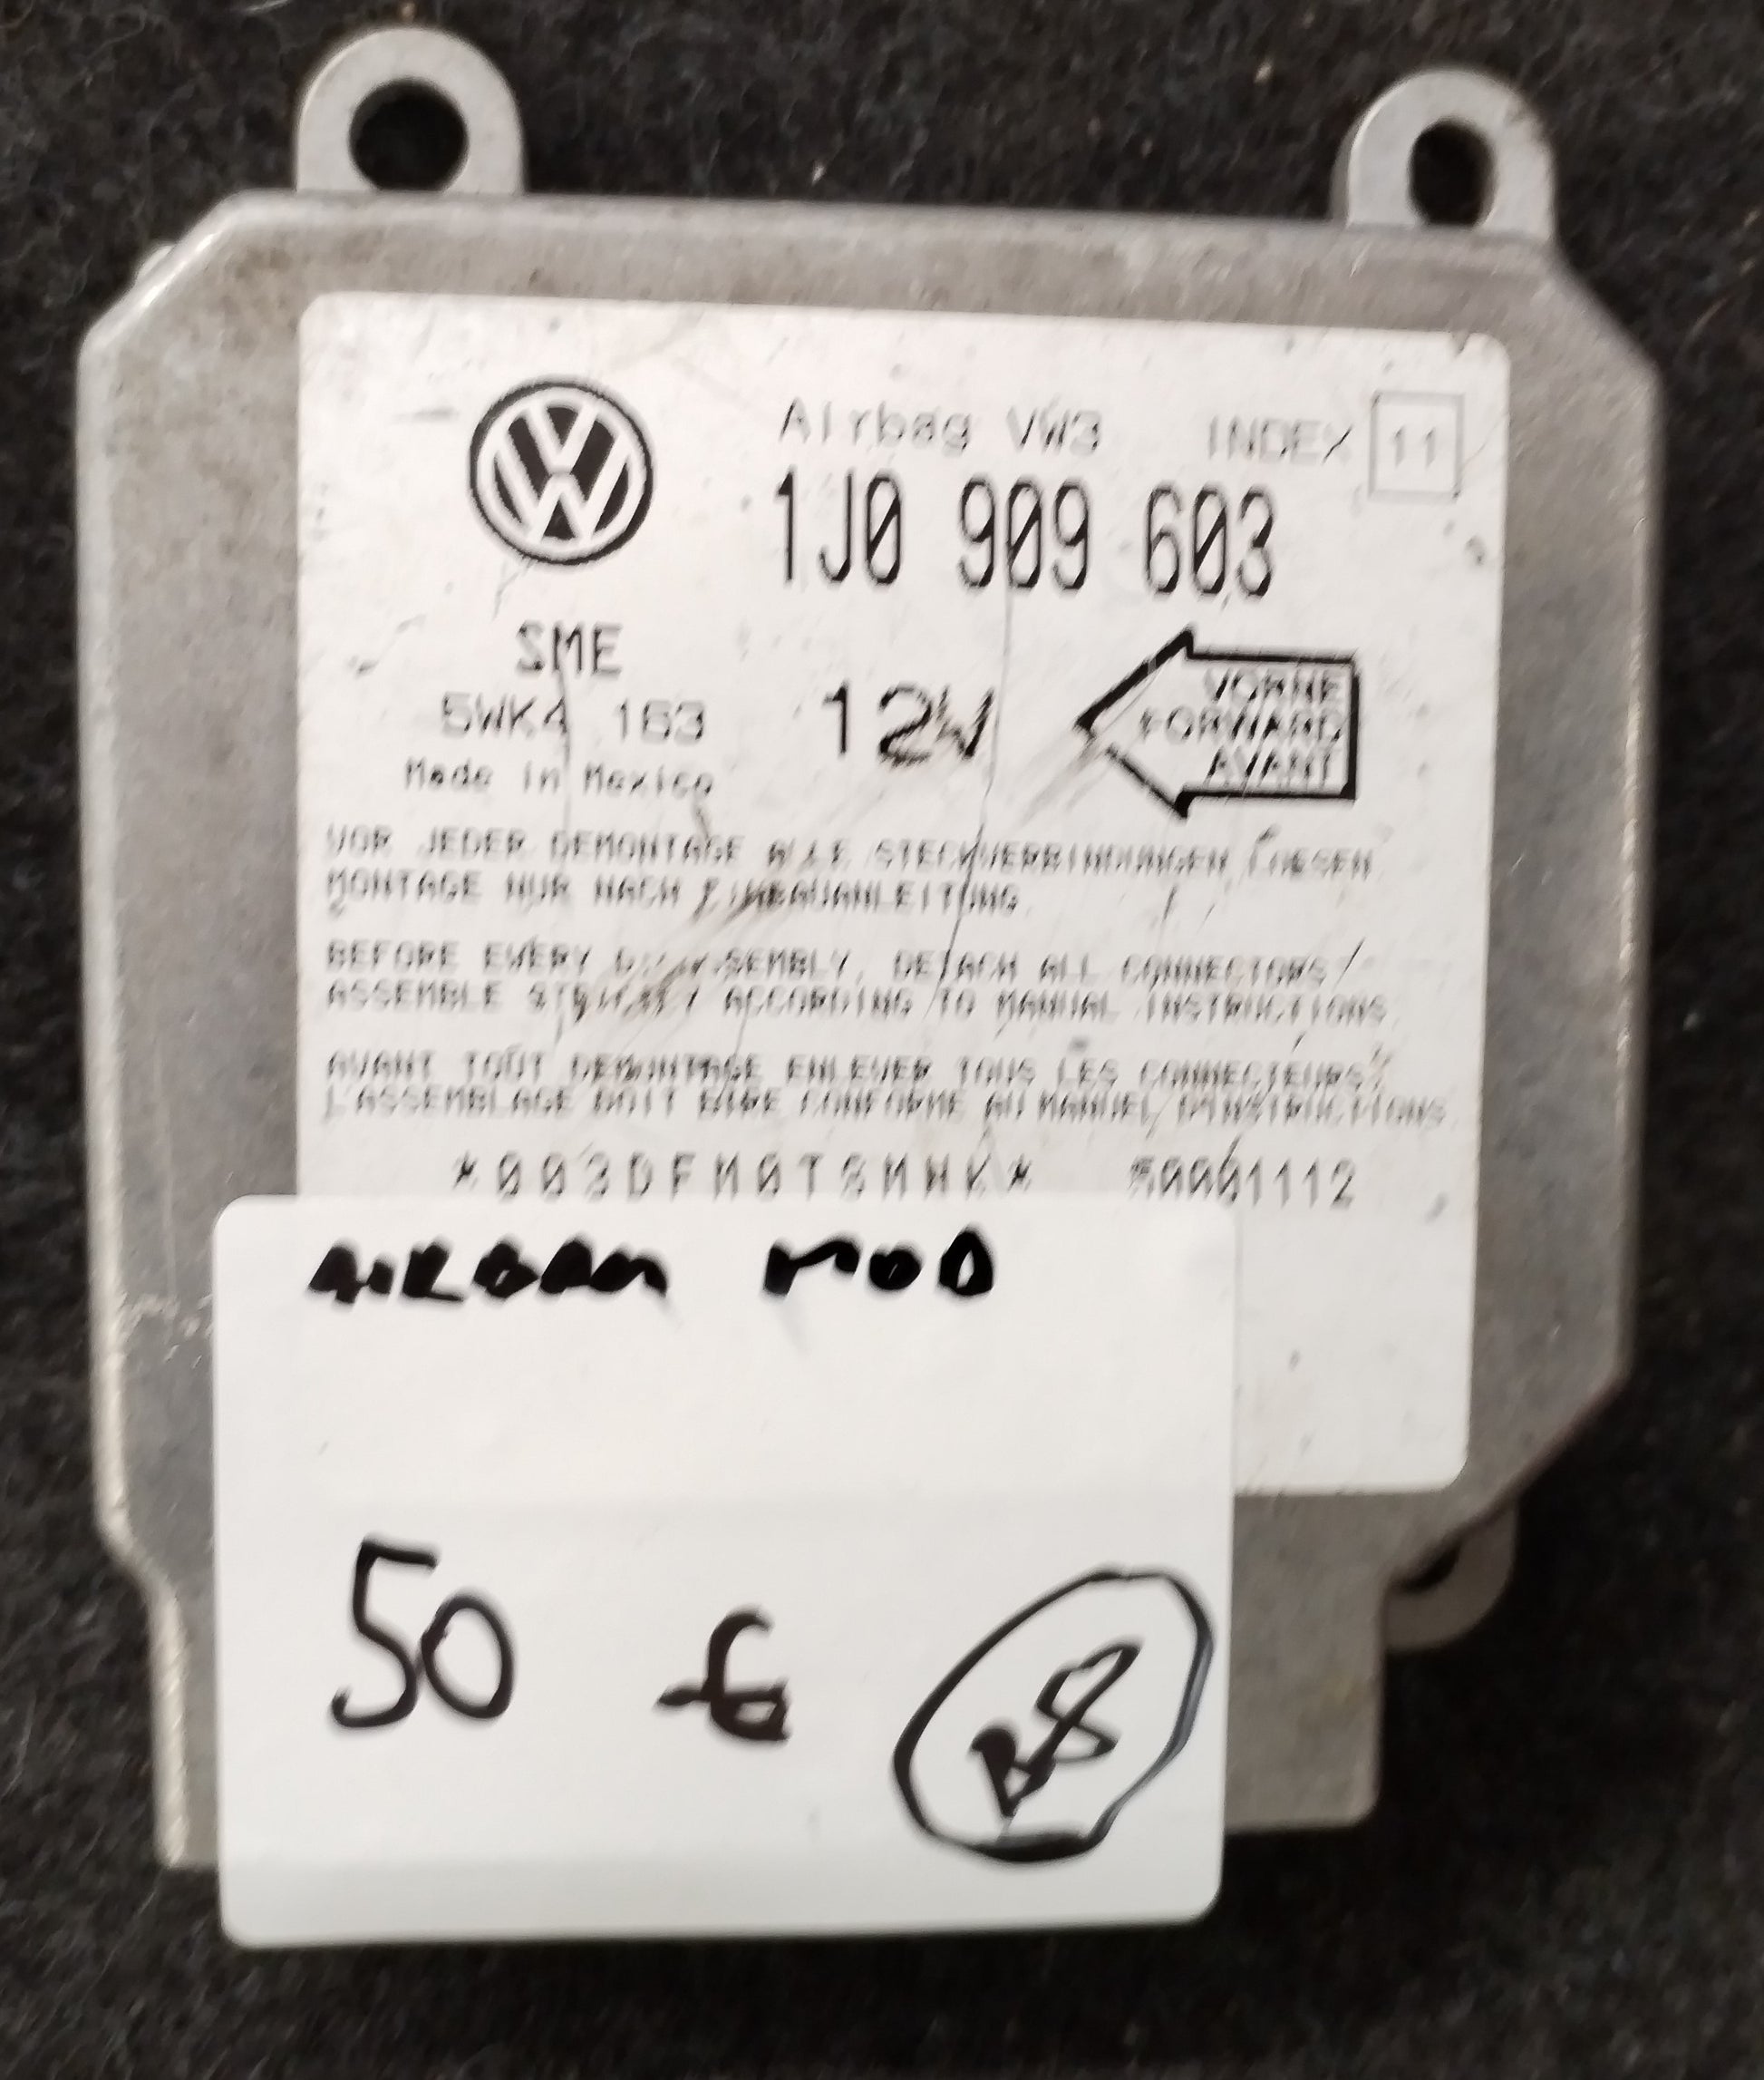 Airbag VW3 INDEX 11
1J0 909 603
SME
5WK4 163
12V
VORNE
FORWARD
AVANT
Made in Mexico
VOR JEDER DEMONTAGE ALLE STECKVERBINDUNGEN LOESEN
MONTAGE NUR NACH EINBAUANLEITUNG
BEFORE EVERY DISASSEMBLY, DETACH ALL CONNECTORS/
ASSEMBLE STRICTLY ACCORDING TO MANUAL INSTRUCTIONS
AVANT TOUT DEMONTAGE ENLEVER TOUS LES CONNECTEURS/
L'ASSEMBLAGE DOIT ETRE CONFORME AU MANUEL D'INSTRUCTIONS
50001112
AIRBAG MOD
50 €